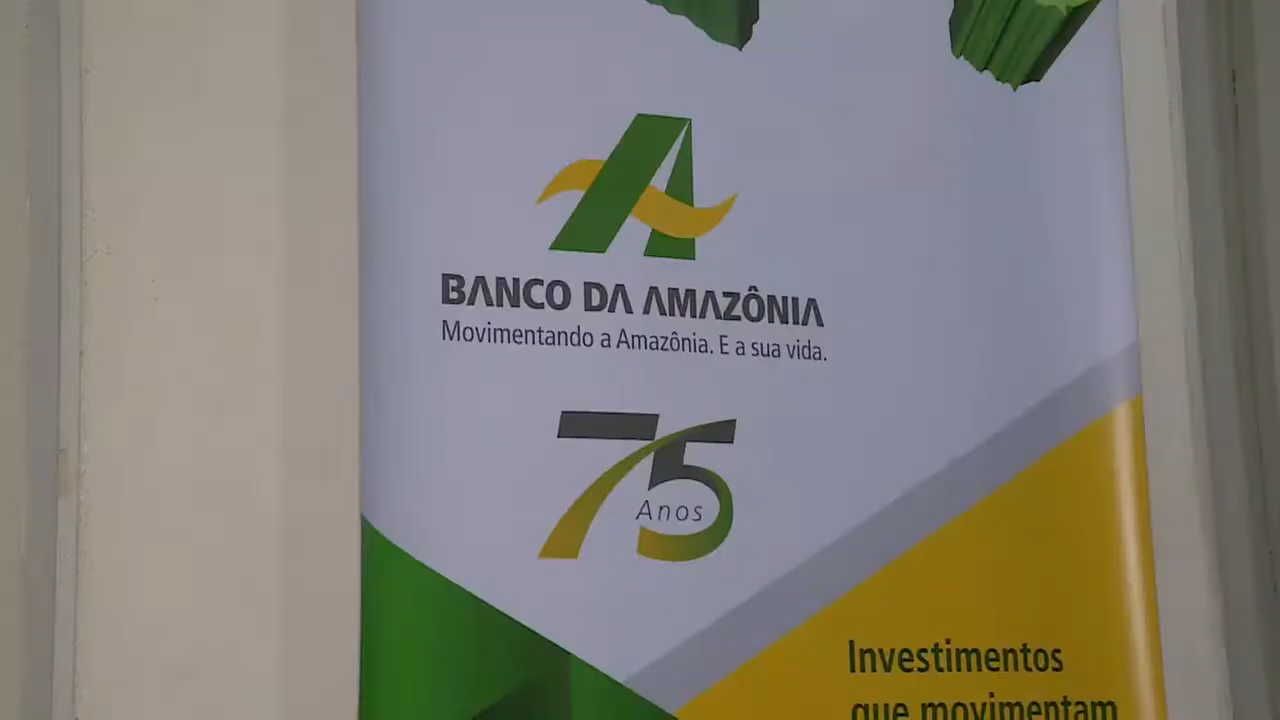 BANCO DA AMAZÔNIA
Movimentando a Amazônia. E a sua vida.
75
Anos
Investimentos
que movimentam